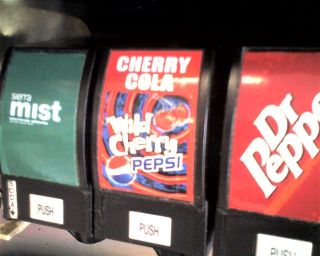 sierra
mist
PUSH
CHERRY
COLA
Wild
Cherry
PEPSI
PUSH
Dr
Pepper
PUSH